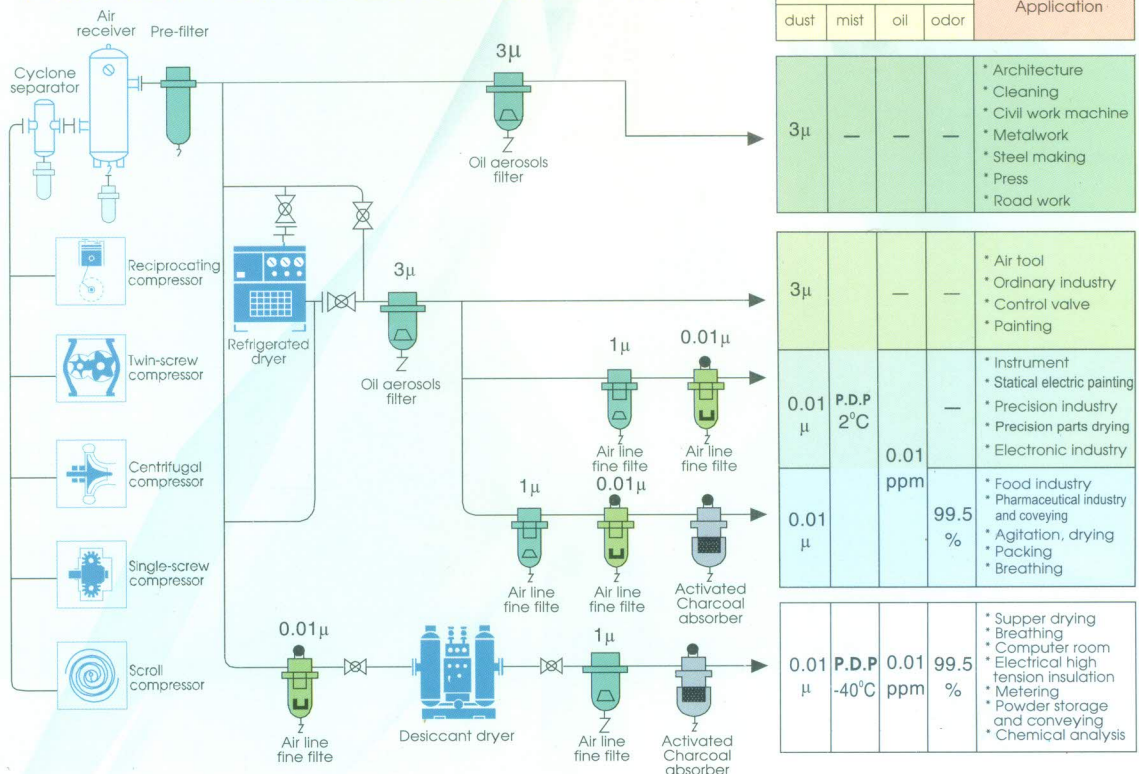 Air
receiver
Pre-filter
Cyclone
separator
3μ
Oil aerosols
filter
Reciprocating
compressor
Refrigerated
dryer
3μ
Oil aerosols
filter
Twin-screw
compressor
1μ
0.01μ
Air line
fine filte
Air line
fine filte
Centrifugal
compressor
1μ
0.01μ
Air line
fine filte
Air line
fine filte
Activated
Charcoal
absorber
Single-screw
compressor
Scroll
compressor
0.01μ
Air line
fine filte
Desiccant dryer
1μ
Air line
fine filte
Activated
Charcoal
absorber
dust mist oil odor Application
3μ — — —
* Architecture
* Cleaning
* Civil work machine
* Metalwork
* Steel making
* Press
* Road work
3μ — —
* Air tool
* Ordinary industry
* Control valve
* Painting
0.01
μ
P.D.P
2⁰C
0.01
ppm
—
* Instrument
* Statical electric painting
* Precision industry
* Precision parts drying
* Electronic industry
0.01
μ
99.5
%
* Food industry
* Pharmaceutical industry
and coveying
* Agitation, drying
* Packing
* Breathing
0.01
μ
P.D.P
-40⁰C
0.01
ppm
99.5
%
* Supper drying
* Breathing
* Computer room
* Electrical high
tension insulation
* Metering
* Powder storage
and conveying
* Chemical analysis